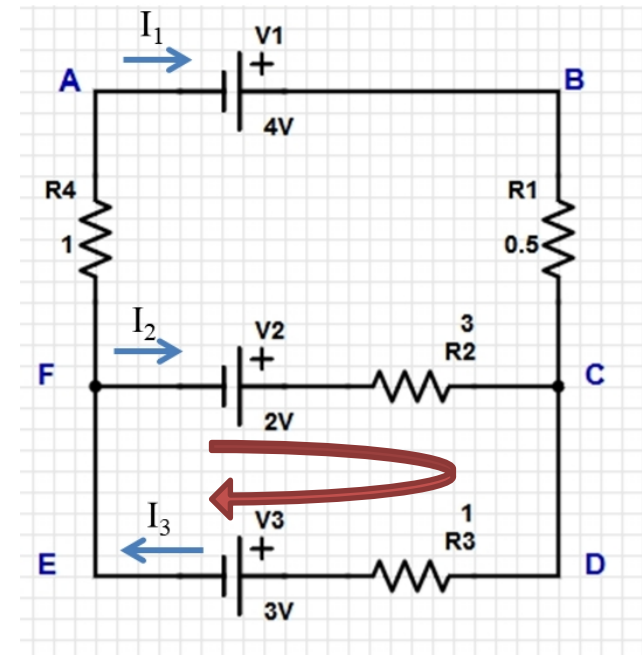 I₁
V1
+
A
B
4V
R4
1
R1
0.5
I₂
V2
+
3
R2
F
C
2V
I₃
V3
+
1
R3
E
D
3V